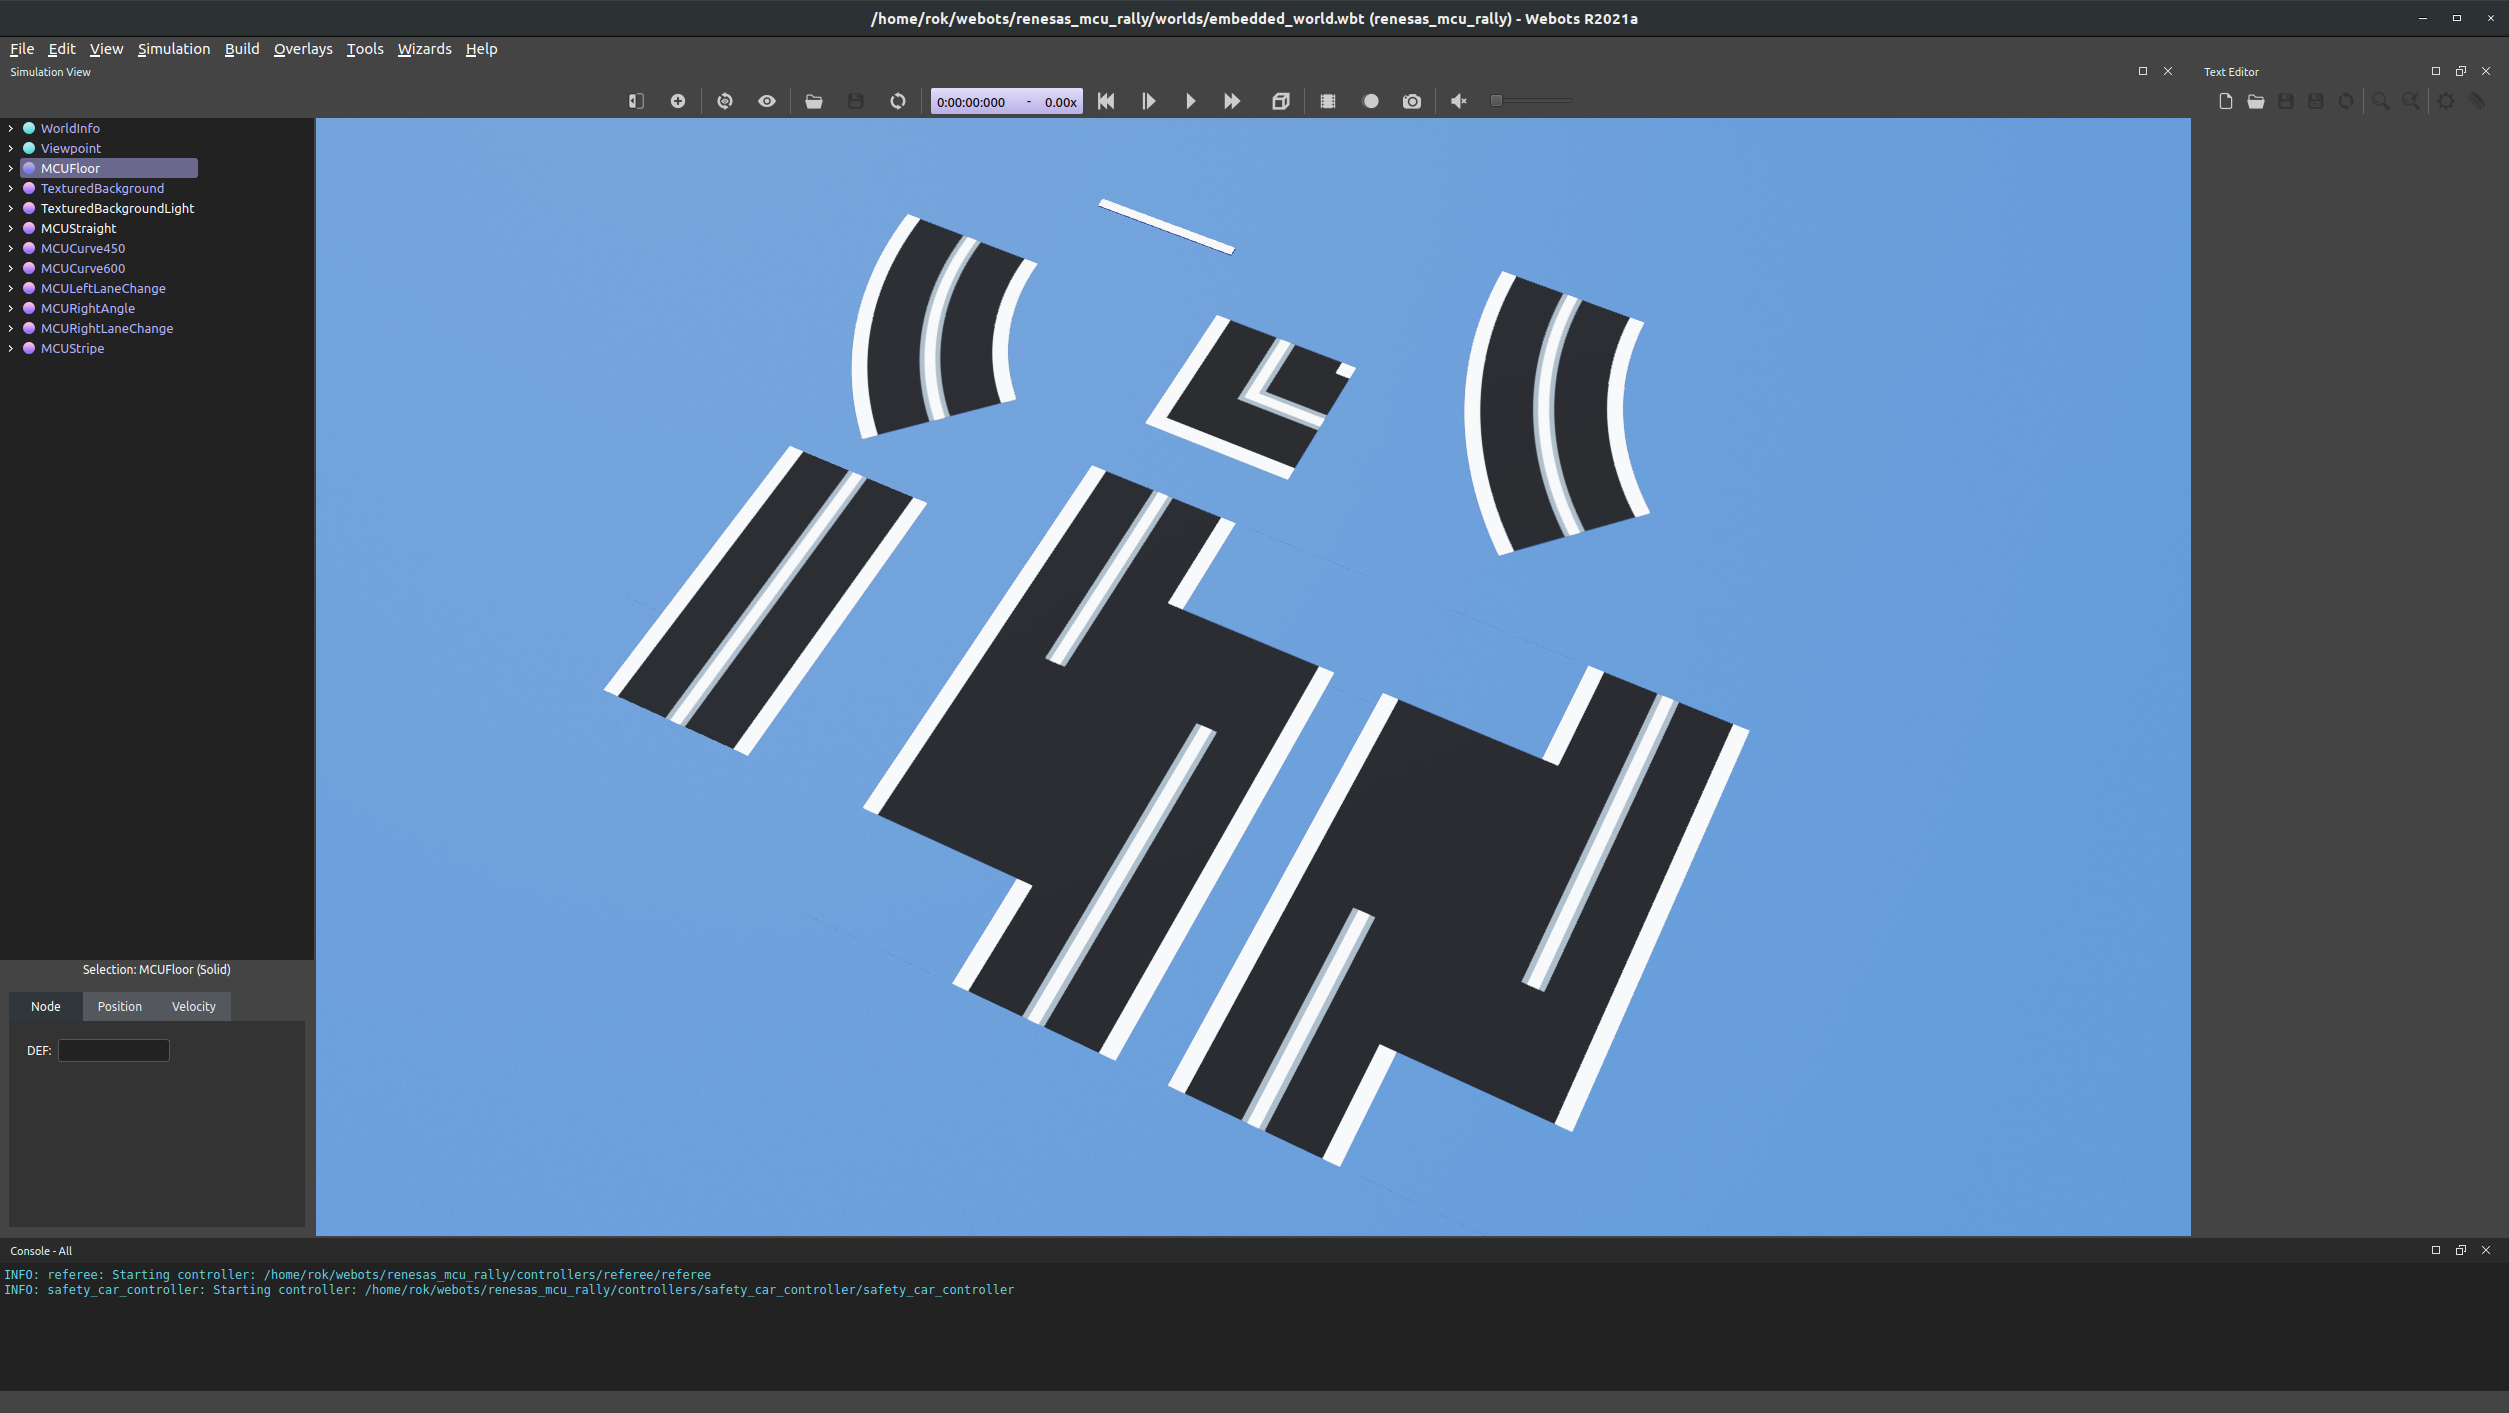 /home/rok/webots/renesas_mcu_rally/worlds/embedded_world.wbt (renesas_mcu_rally) - Webots R2021a
File Edit View Simulation Build Overlays Tools Wizards Help
Simulation View
Text Editor
0:00:00:000 - 0.00x
WorldInfo
Viewpoint
MCUFloor
TexturedBackground
TexturedBackgroundLight
MCUStraight
MCUCurve450
MCUCurve600
MCULeftLaneChange
MCURightAngle
MCURightLaneChange
MCUStripe
Selection: MCUFloor (Solid)
Node Position Velocity
DEF:
Console - All
INFO: referee: Starting controller: /home/rok/webots/renesas_mcu_rally/controllers/referee/referee
INFO: safety_car_controller: Starting controller: /home/rok/webots/renesas_mcu_rally/controllers/safety_car_controller/safety_car_controller